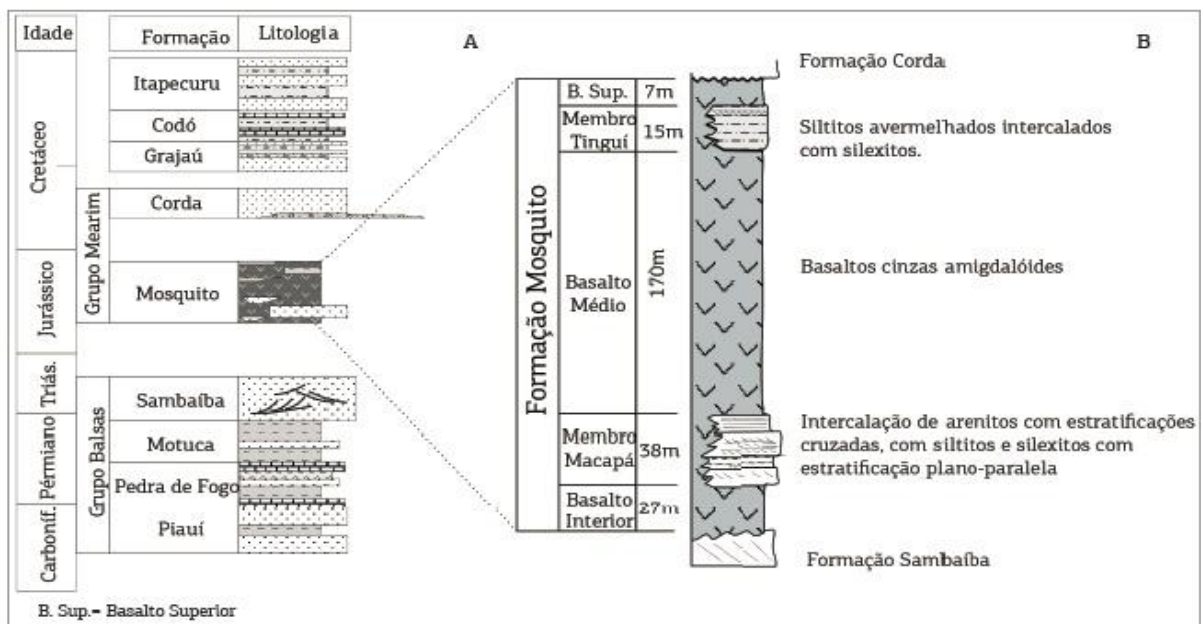 Idade
Formação
Litologia
A
Cretáceo
Jurássico
Triás.
Pérmiano
Carboníf.
Grupo Mearim
Grupo Balsas
Itapecuru
Codó
Grajaú
Corda
Mosquito
Sambaíba
Motuca
Pedra de Fogo
Piauí
B. Sup.= Basalto Superior
B
Formação Mosquito
B. Sup.
7m
Membro
Tinguí
15m
Basalto
Médio
170m
Membro
Macapá
38m
Basalto
Interior
27m
Formação Corda
Siltitos avermelhados intercalados
com silexitos.
Basaltos cinzas amigdalóides
Intercalação de arenitos com estratificações
cruzadas, com siltitos e silexitos com
estratificação plano-paralela
Formação Sambaíba